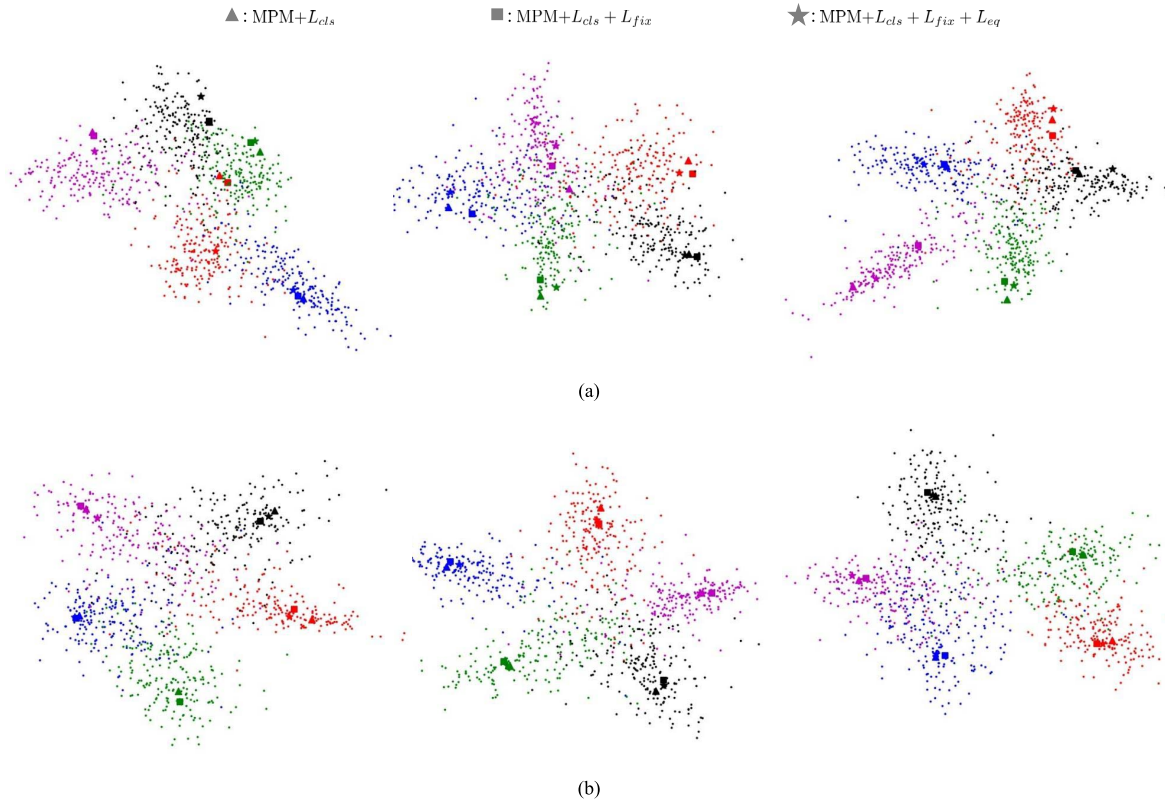 ▲: MPM+L_{cls} ■: MPM+L_{cls} + L_{fix} ★: MPM+L_{cls} + L_{fix} + L_{eq}
(a)
(b)